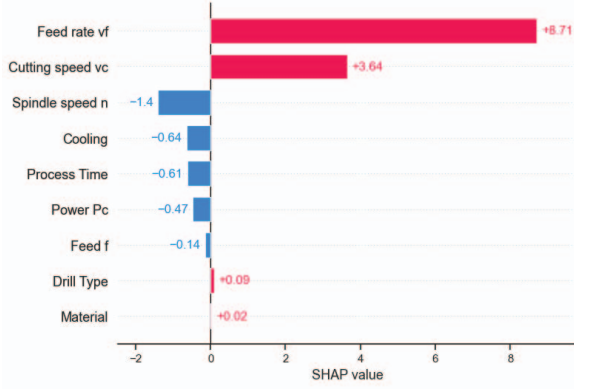 Feed rate vf +8.71
Cutting speed vc +3.64
Spindle speed n −1.4
Cooling −0.64
Process Time −0.61
Power Pc −0.47
Feed f −0.14
Drill Type +0.09
Material +0.02
−2 0 2 4 6 8
SHAP value